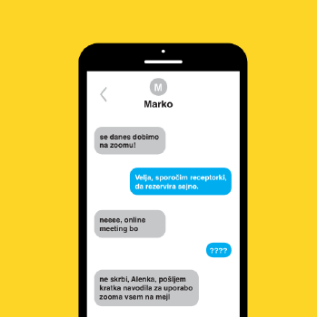 M
Marko
se danes dobimo
na zoomu!
Velja, sporočim receptorki,
da rezervira sejno.
neeee, online
meeting bo
????
ne skrbi, Alenka, pošljem
kratka navodila za uporabo
zooma vsem na mejl